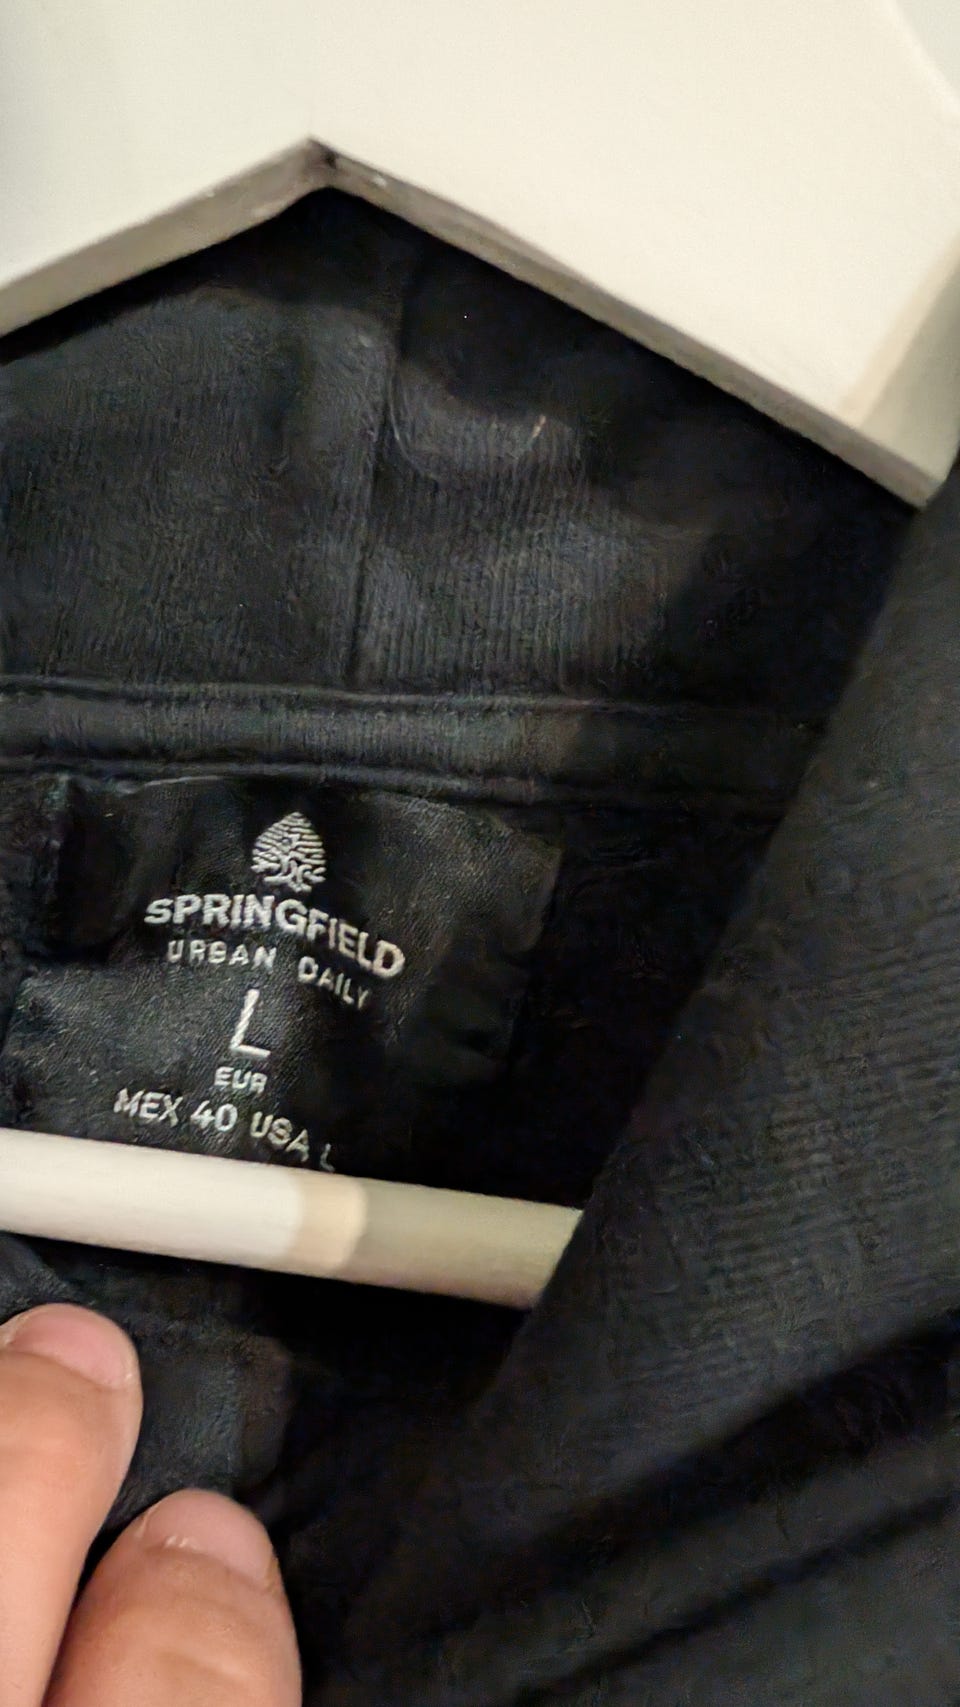 SPRINGFIELD
URBAN DAILY
L
EUR
MEX 40 USA L